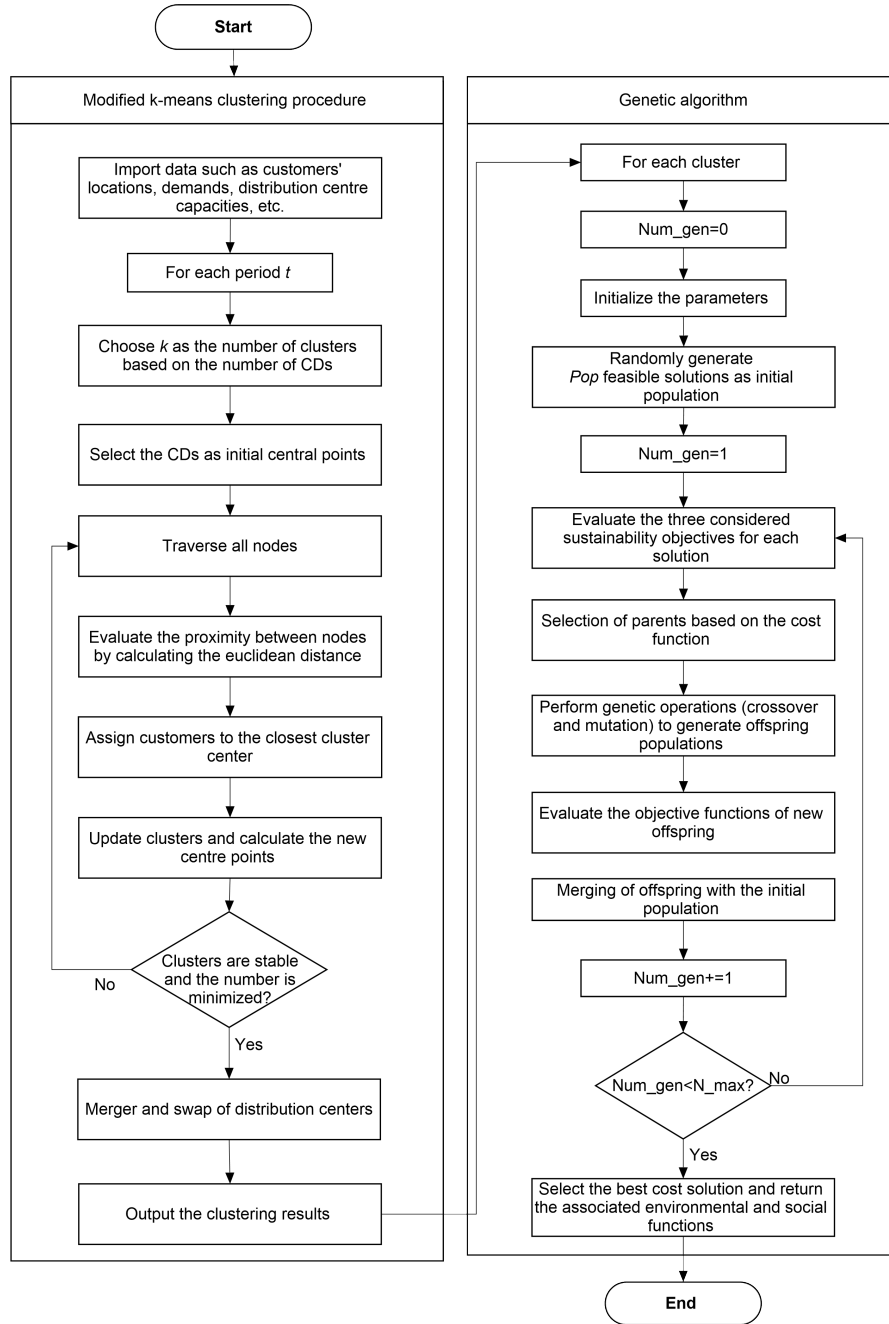 Start
Modified k-means clustering procedure
Import data such as customers'
locations, demands, distribution centre
capacities, etc.
For each period t
Choose k as the number of clusters
based on the number of CDs
Select the CDs as initial central points
Traverse all nodes
Evaluate the proximity between nodes
by calculating the euclidean distance
Assign customers to the closest cluster
center
Update clusters and calculate the new
centre points
Clusters are stable
and the number is
minimized?
No
Yes
Merger and swap of distribution centers
Output the clustering results
Genetic algorithm
For each cluster
Num_gen=0
Initialize the parameters
Randomly generate
Pop feasible solutions as initial
population
Num_gen=1
Evaluate the three considered
sustainability objectives for each
solution
Selection of parents based on the cost
function
Perform genetic operations (crossover
and mutation) to generate offspring
populations
Evaluate the objective functions of new
offspring
Merging of offspring with the initial
population
Num_gen+=1
Num_gen<N_max?
No
Yes
Select the best cost solution and return
the associated environmental and social
functions
End